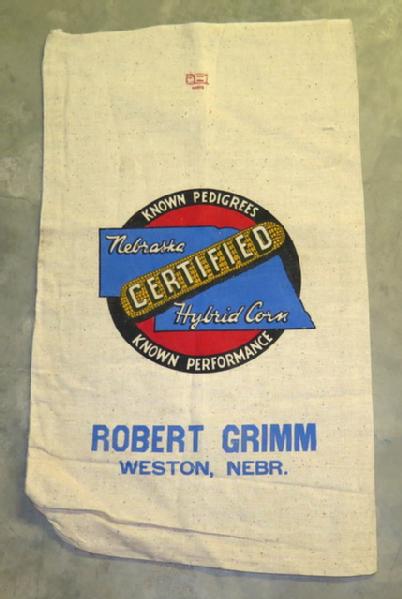 KNOWN PEDIGREES
Nebraska
CERTIFIED
Hybrid Corn
KNOWN PERFORMANCE
ROBERT GRIMM
WESTON, NEBR.